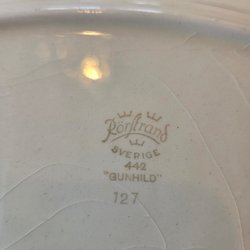 Rörstrand
SVERIGE
442
"GUNHILD"
127